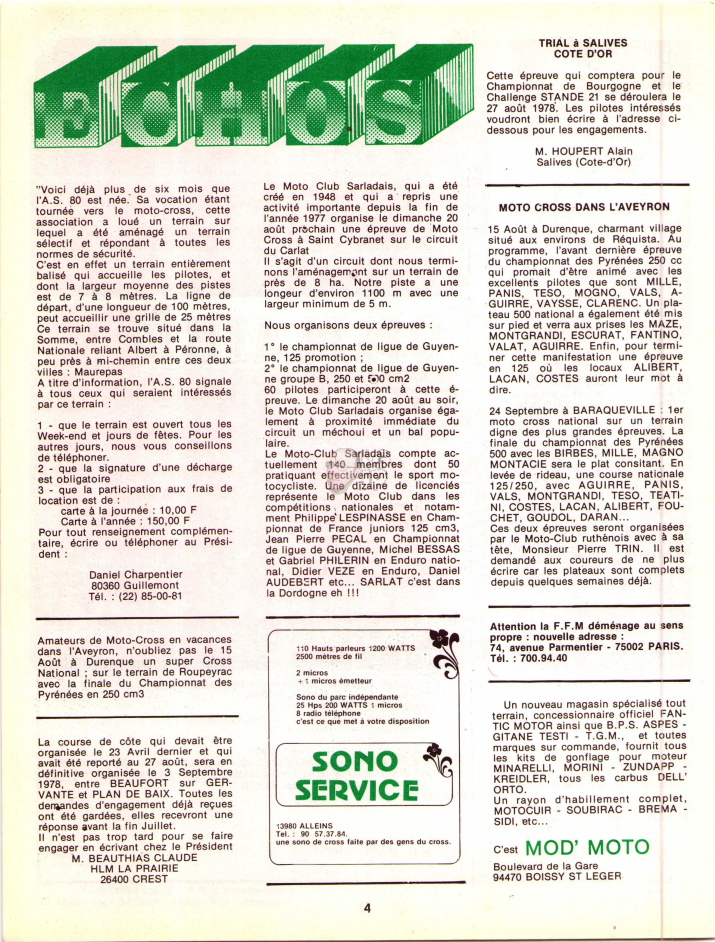 ECHOS
"Voici déjà plus de six mois que
l'A.S. 80 est née. Sa vocation étant
tournée vers le moto-cross, cette
association a loué un terrain sur
lequel a été aménagé un terrain
sélectif et répondant à toutes les
normes de sécurité.
C'est en effet un terrain entièrement
balisé qui accueille les pilotes, et
dont la largeur moyenne des pistes
est de 7 à 8 mètres. La ligne de
départ, d'une longueur de 100 mètres,
peut accueillir une grille de 25 mètres
Ce terrain se trouve situé dans la
Somme, entre Combles et la route
Nationale reliant Albert à Péronne, à
peu près à mi-chemin entre ces deux
villes : Maurepas
A titre d'information, l'A.S. 80 signale
à tous ceux qui seraient intéressés
par ce terrain :
1 - que le terrain est ouvert tous les
Week-end et jours de fêtes. Pour les
autres jours, nous vous conseillons
de téléphoner.
2 - que la signature d'une décharge
est obligatoire
3 - que la participation aux frais de
location est de :
carte à la journée : 10,00 F
Carte à l'année : 150,00 F
Pour tout renseignement complémen-
taire, écrire ou téléphoner au Prési-
dent :
Daniel Charpentier
80360 Guillemont
Tél. : (22) 85-00-81
Amateurs de Moto-Cross en vacances
dans l'Aveyron, n'oubliez pas le 15
Août à Durenque un super Cross
National ; sur le terrain de Roupeyrac
avec la finale du Championnat des
Pyrénées en 250 cm3
La course de côte qui devait être
organisée le 23 Avril dernier et qui
avait été reporté au 27 août, sera en
définitive organisée le 3 Septembre
1978, entre BEAUFORT sur GER-
VANTE et PLAN DE BAIX. Toutes les
demandes d'engagement déjà reçues
ont été gardées, elles recevront une
réponse avant la fin Juillet.
Il n'est pas trop tard pour se faire
engager en écrivant chez le Président
M. BEAUTHIAS CLAUDE
HLM LA PRAIRIE
26400 CREST
Le Moto Club Sarladais, qui a été
créé en 1948 et qui a repris une
activité importante depuis la fin de
l'année 1977 organise le dimanche 20
août prochain une épreuve de Moto
Cross à Saint Cybranet sur le circuit
du Carlat
Il s'agit d'un circuit dont nous termi-
nons l'aménagement sur un terrain de
près de 8 ha. Notre piste a une
longeur d'environ 1100 m avec une
largeur minimum de 5 m.
Nous organisons deux épreuves :
1° le championnat de ligue de Guyen-
ne, 125 promotion ;
2° le championnat de ligue de Guyen-
ne groupe B, 250 et 500 cm2
60 pilotes participeront à cette é-
preuve. Le dimanche 20 août au soir,
le Moto Club Sarladais organise éga-
lement à proximité immédiate du
circuit un méchoui et un bal popu-
laire.
Le Moto-Club Sarladais compte ac-
tuellement 140 membres dont 50
pratiquant effectivement le sport mo-
tocycliste. Une dizaine de licenciés
représente le Moto Club dans les
compétitions nationales et notam-
ment Philippe LESPINASSE en Cham-
pionnat de France juniors 125 cm3,
Jean Pierre PECAL en Championnat
de ligue de Guyenne, Michel BESSAS
et Gabriel PHILERIN en Enduro natio-
nal, Didier VEZE en Enduro, Daniel
AUDEBERT etc... SARLAT c'est dans
la Dordogne eh !!!
110 Hauts parleurs 1200 WATTS
2500 mètres de fil
2 micros
+ 1 micros émetteur
Sono du parc indépendante
25 Hps 200 WATTS 1 micros
8 radio téléphone
c'est ce que met à votre disposition
SONO
SERVICE
13980 ALLEINS
Tel. : 90 57.37.84.
une sono de cross faite par des gens du cross.
TRIAL à SALIVES
COTE D'OR
Cette épreuve qui comptera pour le
Championnat de Bourgogne et le
Challenge STANDE 21 se déroulera le
27 août 1978. Les pilotes intéressés
voudront bien écrire à l'adresse ci-
dessous pour les engagements.
M. HOUPERT Alain
Salives (Cote-d'Or)
MOTO CROSS DANS L'AVEYRON
15 Août à Durenque, charmant village
situé aux environs de Réquista. Au
programme, l'avant dernière épreuve
du championnat des Pyrénées 250 cc
qui promait d'être animé avec les
excellents pilotes que sont MILLE,
PANIS, TESO, MOGNO, VALS, A-
GUIRRE, VAYSSE, CLARENC. Un pla-
teau 500 national a également été mis
sur pied et verra aux prises les MAZE,
MONTGRANDI, ESCURAT, FANTINO,
VALAT, AGUIRRE. Enfin, pour termi-
ner cette manifestation une épreuve
en 125 où les locaux ALIBERT,
LACAN, COSTES auront leur mot à
dire.
24 Septembre à BARAQUEVILLE : 1er
moto cross national sur un terrain
digne des plus grandes épreuves. La
finale du championnat des Pyrénées
500 avec les BIRBES, MILLE, MAGNO
MONTACIE sera le plat consitant. En
levée de rideau, une course nationale
125/250, avec AGUIRRE, PANIS,
VALS, MONTGRANDI, TESO, TEATI-
NI, COSTES, LACAN, ALIBERT, FOU-
CHET, GOUDOL, DARAN...
Ces deux épreuves seront organisées
par le Moto-Club ruthènois avec à sa
tête, Monsieur Pierre TRIN. Il est
demandé aux coureurs de ne plus
écrire car les plateaux sont complets
depuis quelques semaines déjà.
Attention la F.F.M déménage au sens
propre : nouvelle adresse :
74, avenue Parmentier - 75002 PARIS.
Tél. : 700.94.40
Un nouveau magasin spécialisé tout
terrain, concessionnaire officiel FAN-
TIC MOTOR ainsi que B.P.S. ASPES -
GITANE TESTI - T.G.M., et toutes
marques sur commande, fournit tous
les kits de gonflage pour moteur
MINARELLI, MORINI - ZUNDAPP -
KREIDLER, tous les carbus DELL'
ORTO.
Un rayon d'habillement complet,
MOTOCUIR - SOUBIRAC - BREMA -
SIDI, etc...
C'est MOD' MOTO
Boulevard de la Gare
94470 BOISSY ST LEGER
4